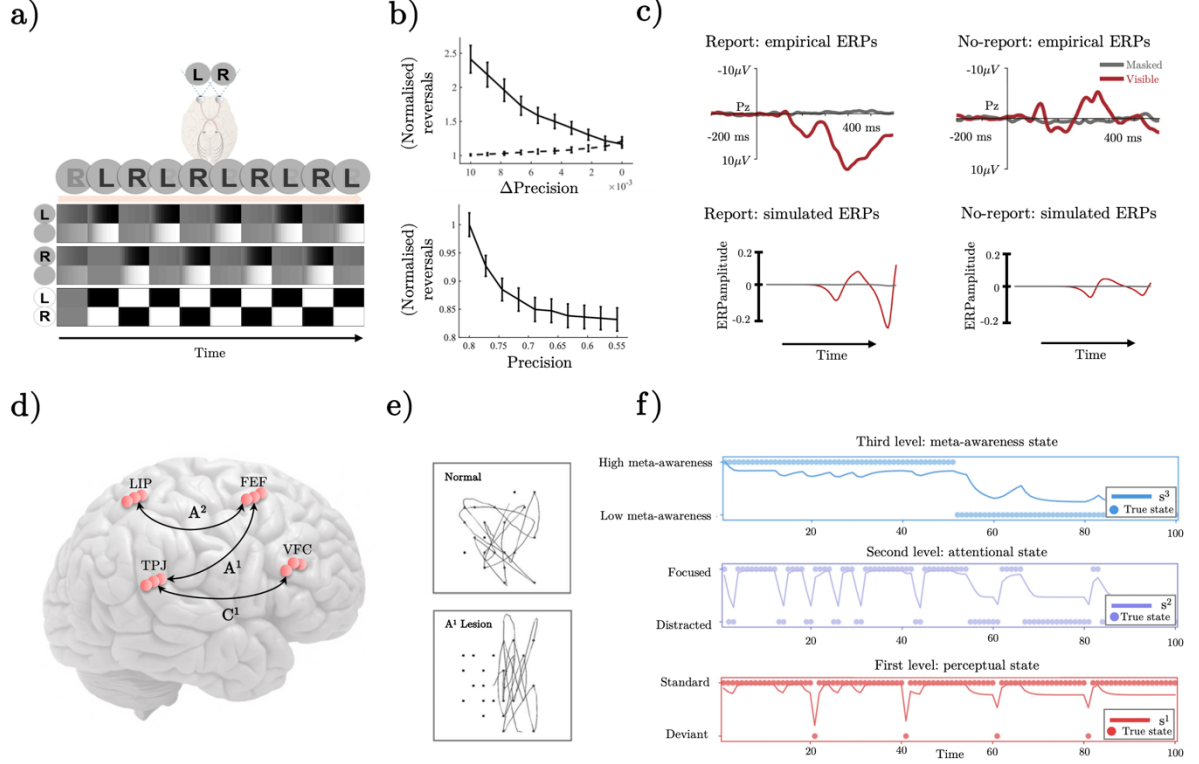 a)
L R
R L R L R L R L R L
L
R
L
R
Time
b)
(Normalised)
reversals
2.5
2
1.5
1
10 8 6 4 2 0
×10⁻³
ΔPrecision
(Normalised)
reversals
1
0.95
0.9
0.85
0.8
0.8 0.75 0.7 0.65 0.6 0.55
Precision
c)
Report: empirical ERPs
-10μV
Pz
-200 ms
400 ms
10μV
No-report: empirical ERPs
Masked
Visible
-10μV
Pz
-200 ms
400 ms
10μV
Report: simulated ERPs
ERPamplitude
0.2
0
-0.2
Time
No-report: simulated ERPs
ERPamplitude
0.2
0
-0.2
Time
d)
LIP
FEF
A²
TPJ
A¹
VFC
C¹
e)
Normal
A¹ Lesion
f)
Third level: meta-awareness state
High meta-awareness
Low meta-awareness
s³
True state
20 40 60 80 100
Second level: attentional state
Focused
Distracted
s²
True state
20 40 60 80 100
First level: perceptual state
Standard
Deviant
s¹
True state
20 40 60 80 100
Time